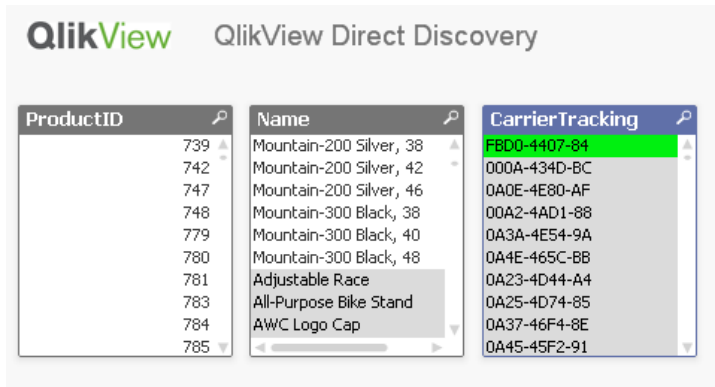 QlikView QlikView Direct Discovery
ProductID
739
742
747
748
779
780
781
783
784
785
Name
Mountain-200 Silver, 38
Mountain-200 Silver, 42
Mountain-200 Silver, 46
Mountain-300 Black, 38
Mountain-300 Black, 40
Mountain-300 Black, 48
Adjustable Race
All-Purpose Bike Stand
AWC Logo Cap
CarrierTracking
FBD0-4407-84
000A-434D-BC
0A0E-4E80-AF
00A2-4AD1-88
0A3A-4E54-9A
0A4E-465C-BB
0A23-4D44-A4
0A25-4D74-85
0A37-46F4-8E
0A45-45F2-91